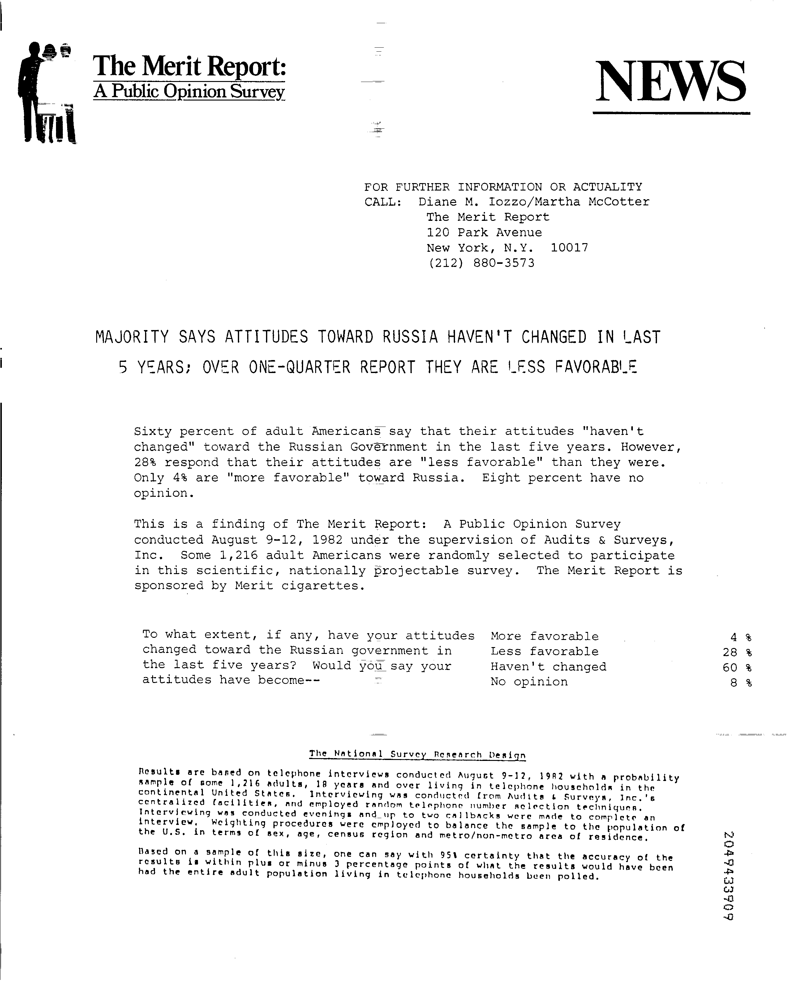 The Merit Report:
A Public Opinion Survey
NEWS
FOR FURTHER INFORMATION OR ACTUALITY
CALL: Diane M. Iozzo/Martha McCotter
The Merit Report
120 Park Avenue
New York, N.Y. 10017
(212) 880-3573
MAJORITY SAYS ATTITUDES TOWARD RUSSIA HAVEN'T CHANGED IN LAST
5 YEARS; OVER ONE-QUARTER REPORT THEY ARE LESS FAVORABLE
Sixty percent of adult Americans say that their attitudes "haven't
changed" toward the Russian Government in the last five years. However,
28% respond that their attitudes are "less favorable" than they were.
Only 4% are "more favorable" toward Russia. Eight percent have no
opinion.
This is a finding of The Merit Report: A Public Opinion Survey
conducted August 9-12, 1982 under the supervision of Audits & Surveys,
Inc. Some 1,216 adult Americans were randomly selected to participate
in this scientific, nationally projectable survey. The Merit Report is
sponsored by Merit cigarettes.
To what extent, if any, have your attitudes More favorable 4 %
changed toward the Russian government in Less favorable 28 %
the last five years? Would you say your Haven't changed 60 %
attitudes have become-- No opinion 8 %
The National Survey Research Design
Results are based on telephone interviews conducted August 9-12, 1982 with a probability
sample of some 1,216 adults, 18 years and over living in telephone households in the
continental United States. Interviewing was conducted from Audits & Surveys, Inc.'s
centralized facilities, and employed random telephone number selection techniques.
Interviewing was conducted evenings and up to two callbacks were made to complete an
interview. Weighting procedures were employed to balance the sample to the population of
the U.S. in terms of sex, age, census region and metro/non-metro area of residence.
Based on a sample of this size, one can say with 95% certainty that the accuracy of the
results is within plus or minus 3 percentage points of what the results would have been
had the entire adult population living in telephone households been polled.
2049433909